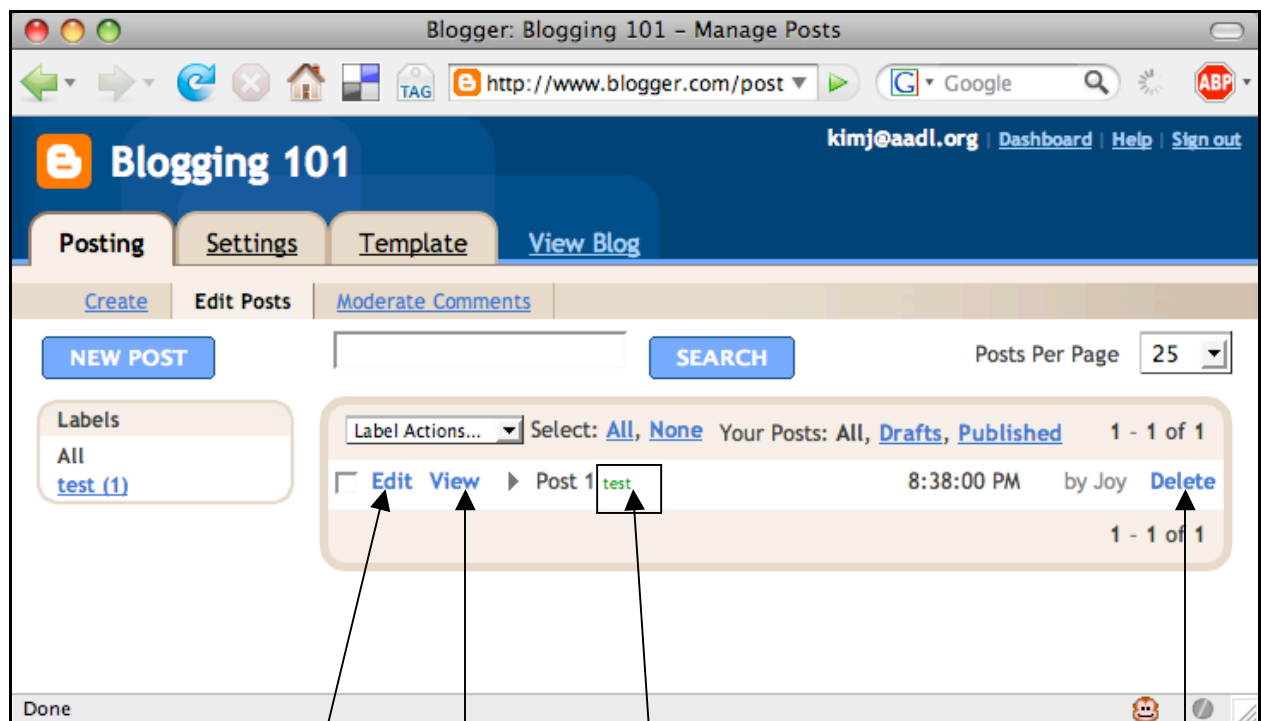 Blogger: Blogging 101 – Manage Posts
TAG http://www.blogger.com/post G Google ABP
kimj@aadl.org | Dashboard | Help | Sign out
Blogging 101
Posting Settings Template View Blog
Create Edit Posts Moderate Comments
NEW POST SEARCH Posts Per Page 25
Labels
All
test (1)
Label Actions... Select: All, None Your Posts: All, Drafts, Published 1 - 1 of 1
Edit View Post 1 test 8:38:00 PM by Joy Delete
1 - 1 of 1
Done